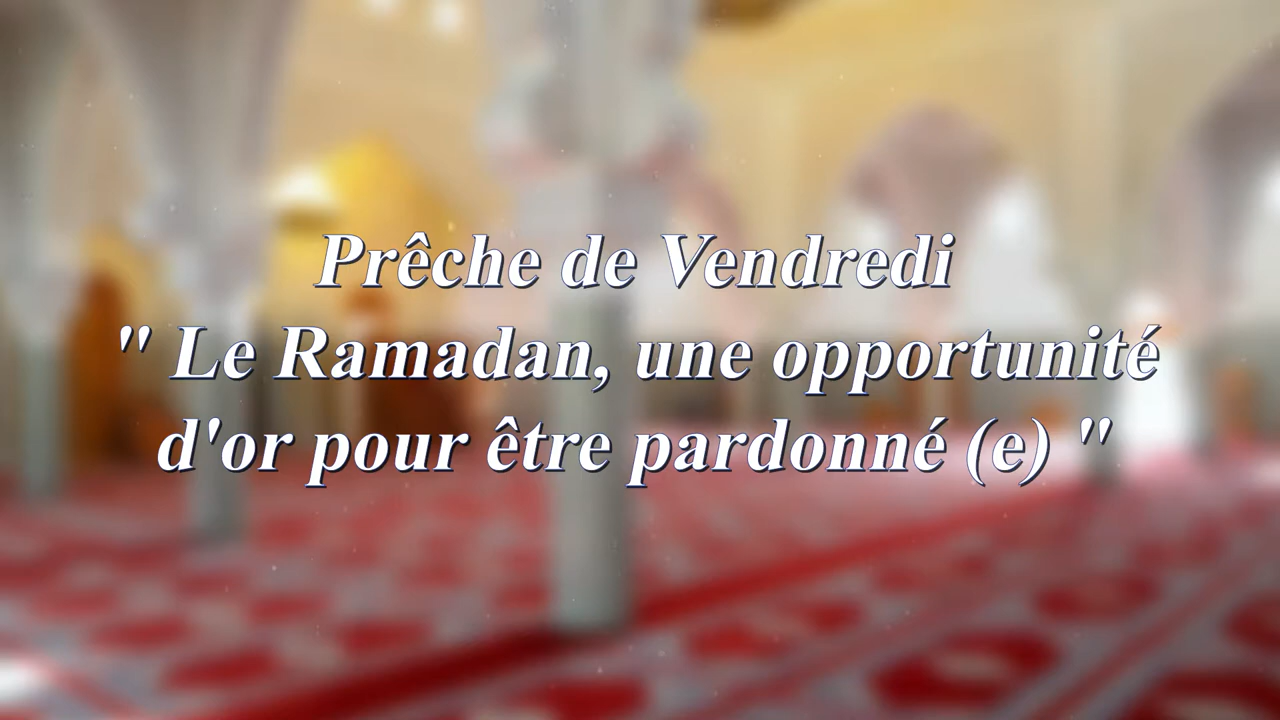 Prêche de Vendredi
" Le Ramadan, une opportunité
d'or pour être pardonné (e) "